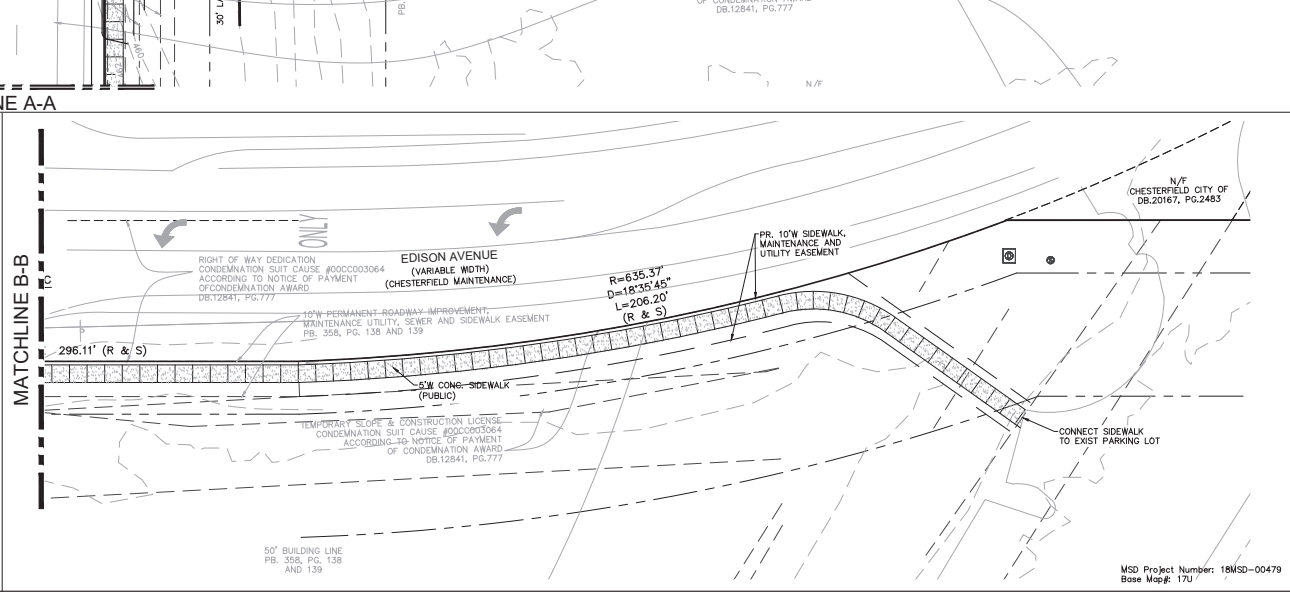 30' L
PB.
OF CONDEMNATION AWARD
DB.12841, PG.777
460
N/F
NE A-A
MATCHLINE B-B
ONLY
N/F
CHESTERFIELD CITY OF
DB.20167, PG.2483
PR. 10'W SIDEWALK,
MAINTENANCE AND
UTILITY EASEMENT
EDISON AVENUE
(VARIABLE WIDTH)
(CHESTERFIELD MAINTENANCE)
RIGHT OF WAY DEDICATION
CONDEMNATION SUIT CAUSE #00CC003064
ACCORDING TO NOTICE OF PAYMENT
OFCONDEMNATION AWARD
DB.12841, PG.777
R=635.37'
D=18°35'45"
L=206.20'
(R & S)
10'W PERMANENT ROADWAY IMPROVEMENT,
MAINTENANCE UTILITY, SEWER AND SIDEWALK EASEMENT
PB. 358, PG. 138 AND 139
296.11' (R & S)
5'W CONC. SIDEWALK
(PUBLIC)
TEMPORARY SLOPE & CONSTRUCTION LICENSE
CONDEMNATION SUIT CAUSE #00CC003064
ACCORDING TO NOTICE OF PAYMENT
OF CONDEMNATION AWARD
DB.12841, PG.777
CONNECT SIDEWALK
TO EXIST PARKING LOT
50' BUILDING LINE
PB. 358, PG. 138
AND 139
MSD Project Number: 18MSD-00479
Base Map#: 17U